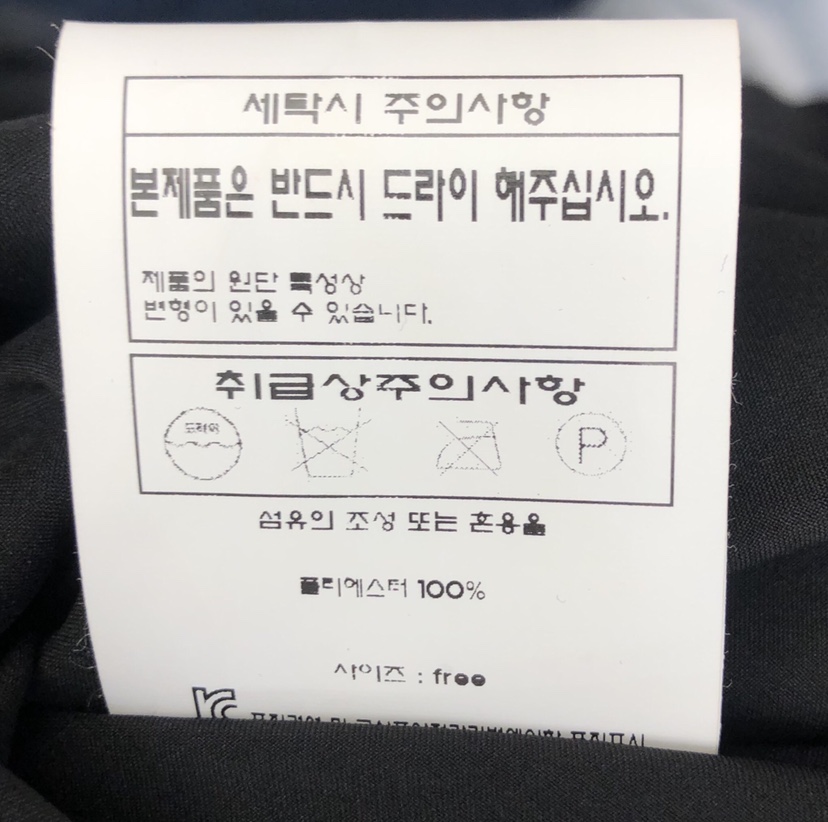 세탁시 주의사항
본제품은 반드시 드라이 해주십시오.
제품의 원단 특성상
변형이 있을 수 있습니다.
취급상주의사항
드라이
P
섬유의 조성 또는 혼용율
폴리에스터 100%
사이즈 : free